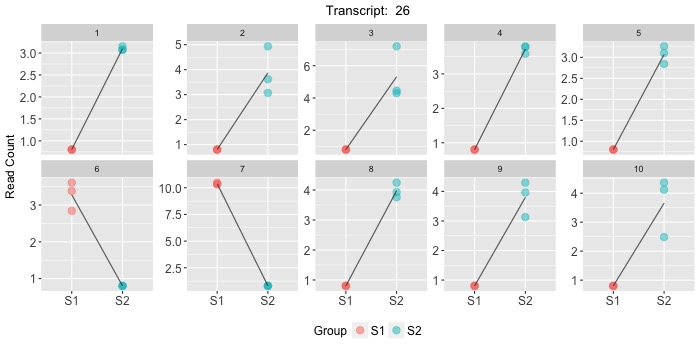 Transcript: 26
1 2 3 4 5
3.0 2.5 2.0 1.5 1.0
5 4 3 2 1
6 4 2
3 2 1
3.0 2.5 2.0 1.5 1.0
Read Count
6 7 8 9 10
3 2 1
10.0 7.5 5.0 2.5
4 3 2 1
4 3 2 1
4 3 2 1
S1 S2 S1 S2 S1 S2 S1 S2 S1 S2
Group S1 S2